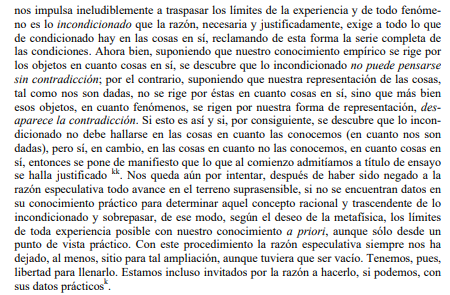 nos impulsa ineludiblemente a traspasar los límites de la experiencia y de todo fenóme-
no es lo incondicionado que la razón, necesaria y justificadamente, exige a todo lo que
de condicionado hay en las cosas en sí, reclamando de esta forma la serie completa de
las condiciones. Ahora bien, suponiendo que nuestro conocimiento empírico se rige por
los objetos en cuanto cosas en sí, se descubre que lo incondicionado no puede pensarse
sin contradicción; por el contrario, suponiendo que nuestra representación de las cosas,
tal como nos son dadas, no se rige por éstas en cuanto cosas en sí, sino que más bien
esos objetos, en cuanto fenómenos, se rigen por nuestra forma de representación, des-
aparece la contradicción. Si esto es así y si, por consiguiente, se descubre que lo incon-
dicionado no debe hallarse en las cosas en cuanto las conocemos (en cuanto nos son
dadas), pero sí, en cambio, en las cosas en cuanto no las conocemos, en cuanto cosas en
sí, entonces se pone de manifiesto que lo que al comienzo admitíamos a título de ensayo
se halla justificado kk. Nos queda aún por intentar, después de haber sido negado a la
razón especulativa todo avance en el terreno suprasensible, si no se encuentran datos en
su conocimiento práctico para determinar aquel concepto racional y trascendente de lo
incondicionado y sobrepasar, de ese modo, según el deseo de la metafísica, los límites
de toda experiencia posible con nuestro conocimiento a priori, aunque sólo desde un
punto de vista práctico. Con este procedimiento la razón especulativa siempre nos ha
dejado, al menos, sitio para tal ampliación, aunque tuviera que ser vacío. Tenemos, pues,
libertad para llenarlo. Estamos incluso invitados por la razón a hacerlo, si podemos, con
sus datos prácticosk.